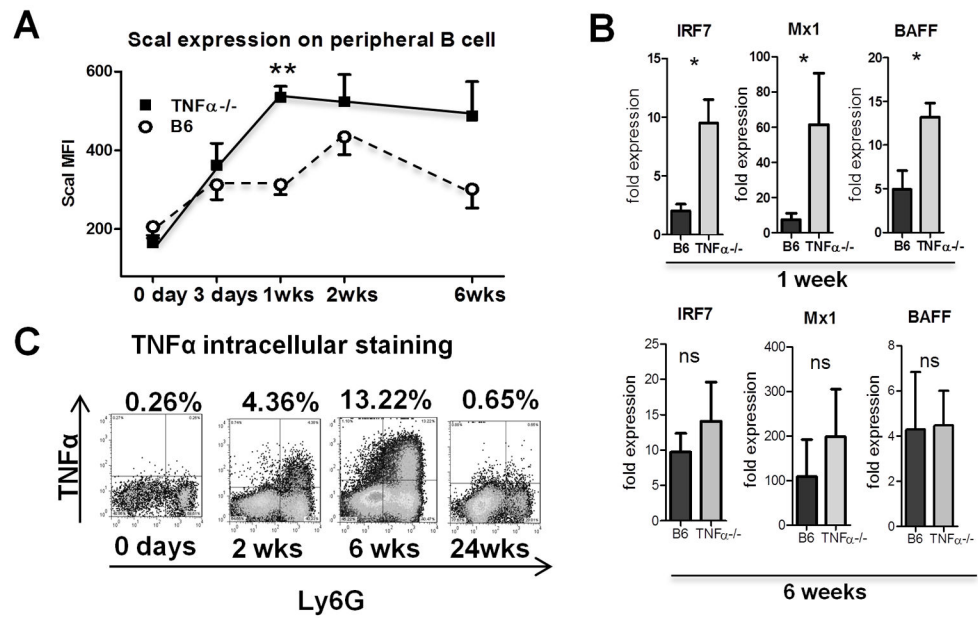 A
ScaI expression on peripheral B cell
600
400
200
ScaI MFI
TNFα-/-
B6
**
0 day 3 days 1wks 2wks 6wks
B
IRF7 Mx1 BAFF
15
10
5
0
fold expression
*
B6 TNFα-/-
100
80
60
40
20
0
fold expression
*
B6 TNFα-/-
20
15
10
5
0
fold expression
*
B6 TNFα-/-
1 week
IRF7 Mx1 BAFF
25
20
15
10
5
0
fold expression
ns
B6 TNFα-/-
400
300
200
100
0
fold expression
ns
B6 TNFα-/-
8
6
4
2
0
fold expression
ns
B6 TNFα-/-
6 weeks
C
TNFα intracellular staining
0.26% 4.36% 13.22% 0.65%
TNFα
0 days 2 wks 6 wks 24wks
Ly6G